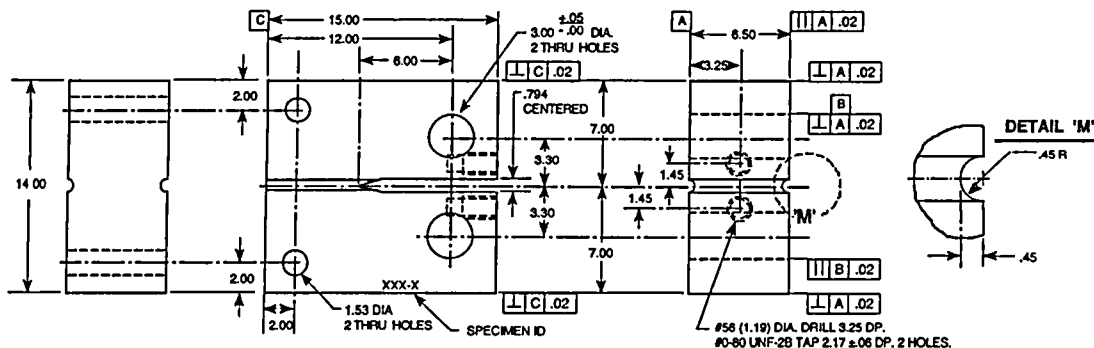 C
15.00
12.00
6.00
3.00 +.05 -.00 DIA.
2 THRU HOLES
A
6.50
3.25
|| A .02
⊥ C .02
⊥ A .02
2.00
.794
CENTERED
7.00
B
⊥ A .02
DETAIL 'M'
.45 R
14.00
3.30
3.30
1.45
1.45
'M'
.45
2.00
7.00
|| B .02
XXX-X
⊥ C .02
⊥ A .02
2.00
1.53 DIA
2 THRU HOLES
SPECIMEN ID
#56 (1.19) DIA. DRILL 3.25 DP.
#0-80 UNF-2B TAP 2.17 ±.06 DP, 2 HOLES.